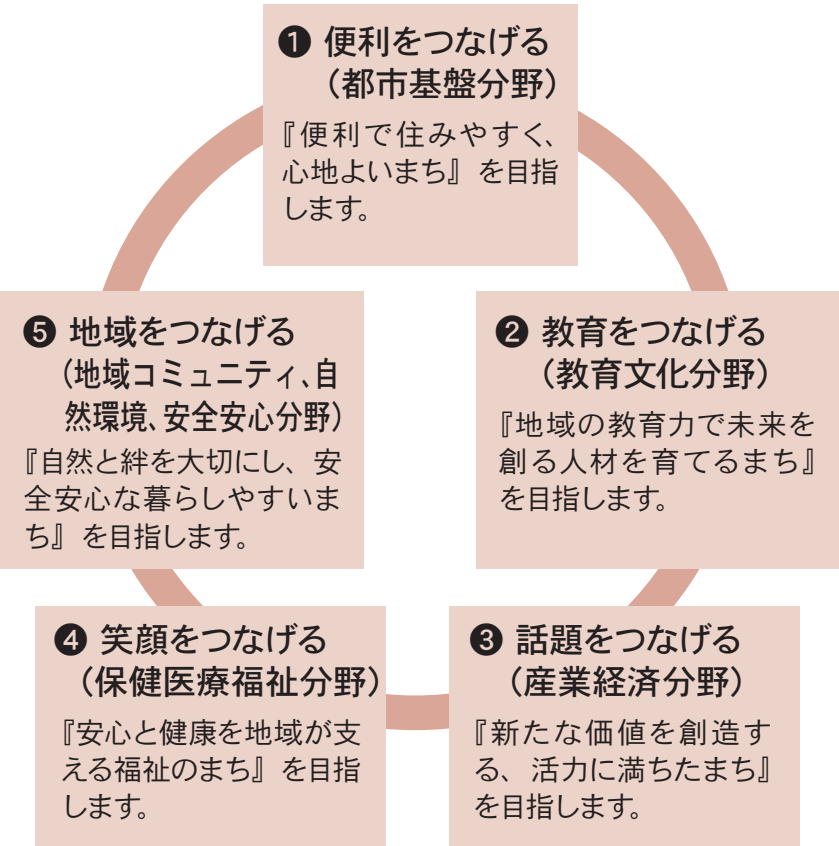 ❶ 便利をつなげる
（都市基盤分野）
『便利で住みやすく、
心地よいまち』を目指
します。
❷ 教育をつなげる
（教育文化分野）
『地域の教育力で未来を
創る人材を育てるまち』
を目指します。
❸ 話題をつなげる
（産業経済分野）
『新たな価値を創造す
る、活力に満ちたまち』
を目指します。
❹ 笑顔をつなげる
（保健医療福祉分野）
『安心と健康を地域が支
える福祉のまち』を目指
します。
❺ 地域をつなげる
（地域コミュニティ、自
然環境、安全安心分野）
『自然と絆を大切にし、安
全安心な暮らしやすいま
ち』を目指します。